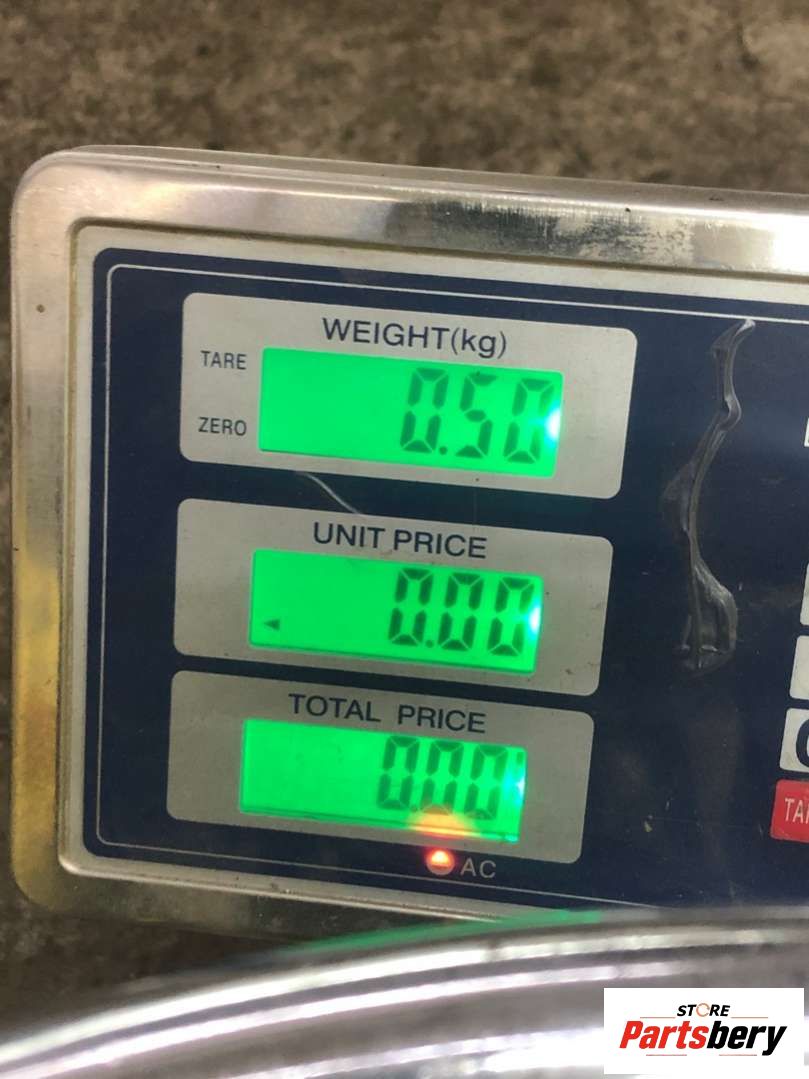 WEIGHT(kg)
TARE
0.50
ZERO
UNIT PRICE
0.00
TOTAL PRICE
0.00
AC
STORE
Partsbery